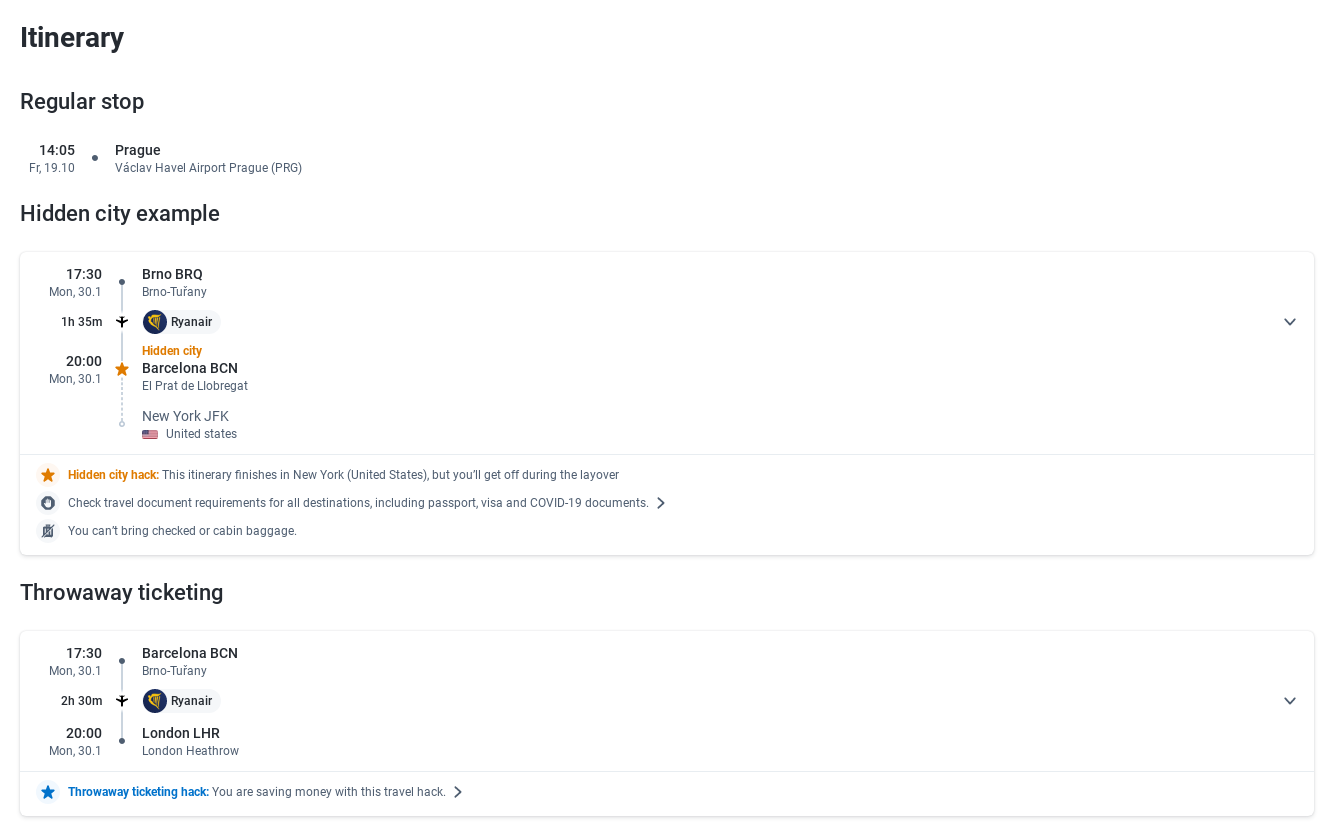 Itinerary
Regular stop
14:05
Fr, 19.10
Prague
Václav Havel Airport Prague (PRG)
Hidden city example
17:30
Mon, 30.1
Brno BRQ
Brno-Tuřany
1h 35m
Ryanair
20:00
Mon, 30.1
Hidden city
Barcelona BCN
El Prat de Llobregat
New York JFK
United states
Hidden city hack: This itinerary finishes in New York (United States), but you’ll get off during the layover
Check travel document requirements for all destinations, including passport, visa and COVID-19 documents.
You can’t bring checked or cabin baggage.
Throwaway ticketing
17:30
Mon, 30.1
Barcelona BCN
Brno-Tuřany
2h 30m
Ryanair
20:00
Mon, 30.1
London LHR
London Heathrow
Throwaway ticketing hack: You are saving money with this travel hack.